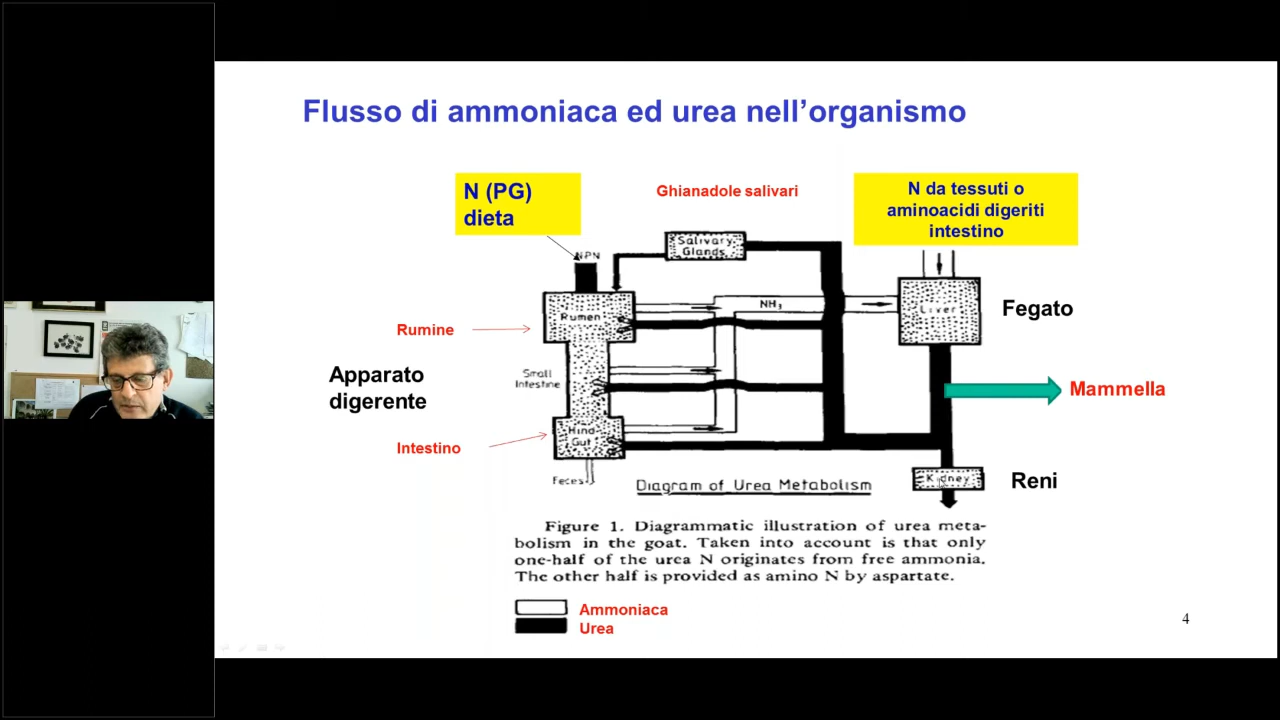 Flusso di ammoniaca ed urea nell’organismo
N (PG)
dieta
Ghianadole salivari
N da tessuti o
aminoacidi digeriti
intestino
NPN
Salivary
Glands
Rumen
NH3
Liver
Fegato
Rumine
Apparato
digerente
Small
Intestine
Mammella
Intestino
Hind
Gut
Feces
Diagram of Urea Metabolism
Kidney
Reni
Figure 1. Diagrammatic illustration of urea meta-
bolism in the goat. Taken into account is that only
one-half of the urea N originates from free ammonia.
The other half is provided as amino N by aspartate.
Ammoniaca
Urea
4